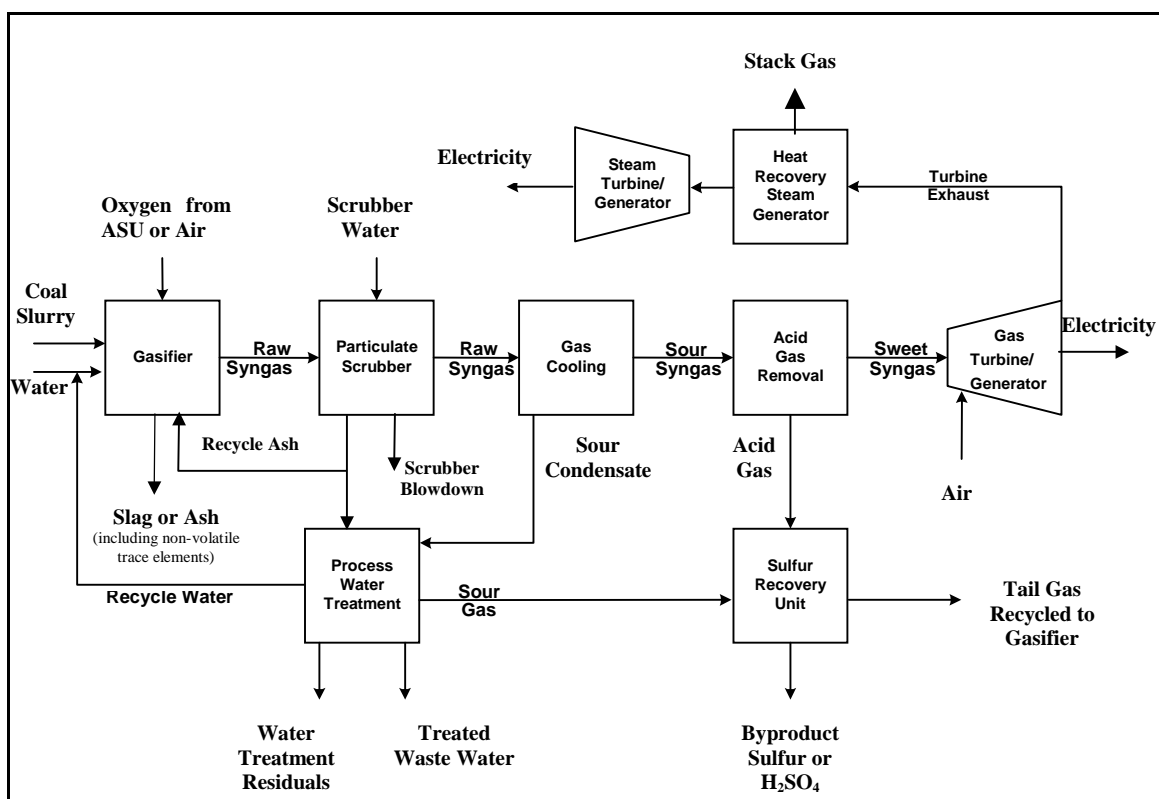 Stack Gas
Electricity
Steam
Turbine/
Generator
Heat
Recovery
Steam
Generator
Turbine
Exhaust
Oxygen from
ASU or Air
Scrubber
Water
Coal
Slurry
Water
Gasifier
Raw
Syngas
Particulate
Scrubber
Raw
Syngas
Gas
Cooling
Sour
Syngas
Acid
Gas
Removal
Sweet
Syngas
Gas
Turbine/
Generator
Electricity
Recycle Ash
Scrubber
Blowdown
Sour
Condensate
Acid
Gas
Air
Slag or Ash
(including non-volatile
trace elements)
Recycle Water
Process
Water
Treatment
Sour
Gas
Sulfur
Recovery
Unit
Tail Gas
Recycled to
Gasifier
Water
Treatment
Residuals
Treated
Waste Water
Byproduct
Sulfur or
H₂SO₄